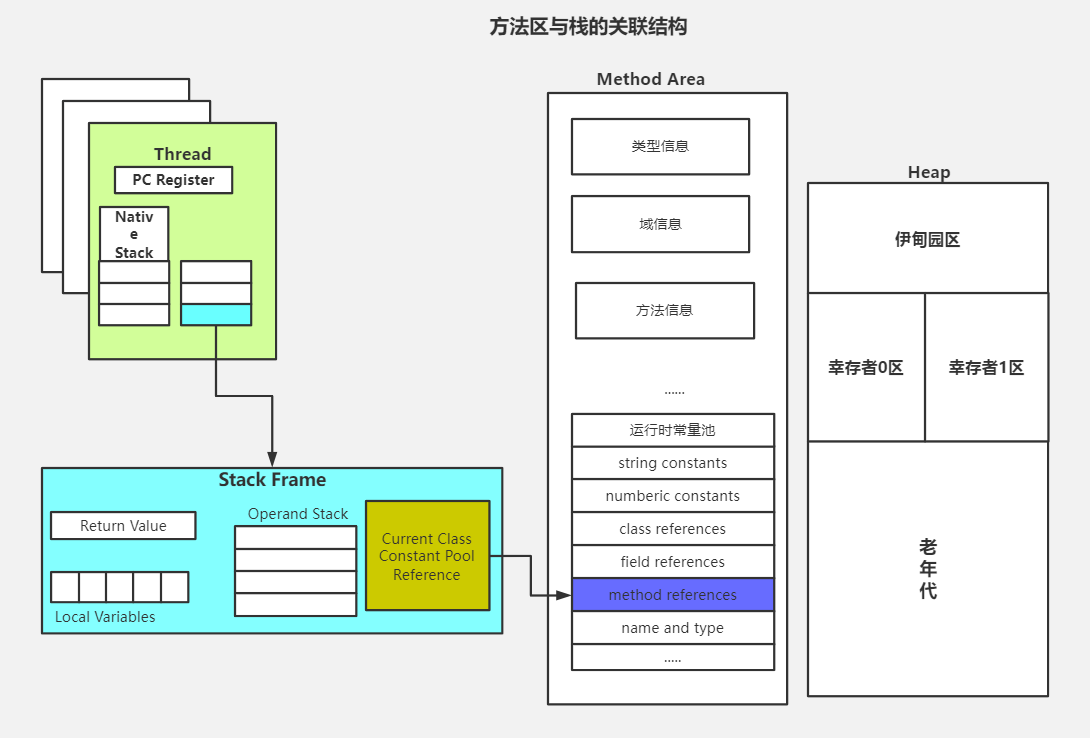 方法区与栈的关联结构
Thread
PC Register
Nativ
e
Stack
Method Area
类型信息
域信息
方法信息
......
运行时常量池
string constants
numberic constants
class references
field references
method references
name and type
.....
Heap
伊甸园区
幸存者0区
幸存者1区
老
年
代
Stack Frame
Return Value
Local Variables
Operand Stack
Current Class
Constant Pool
Reference